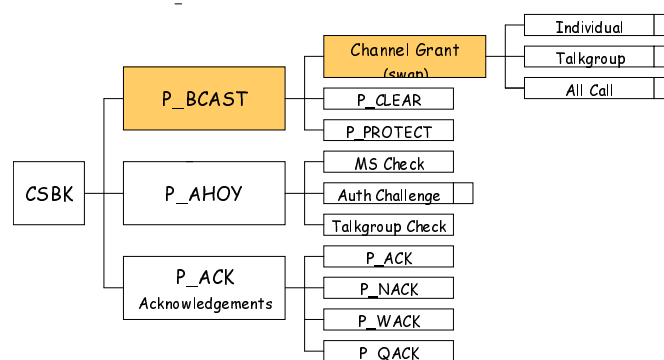 Channel Grant
(swap)
Individual
Talkgroup
All Call
P_BCAST
P_CLEAR
P_PROTECT
CSBK
P_AHOY
MS Check
Auth Challenge
Talkgroup Check
P_ACK
Acknowledgements
P_ACK
P_NACK
P_WACK
P_QACK